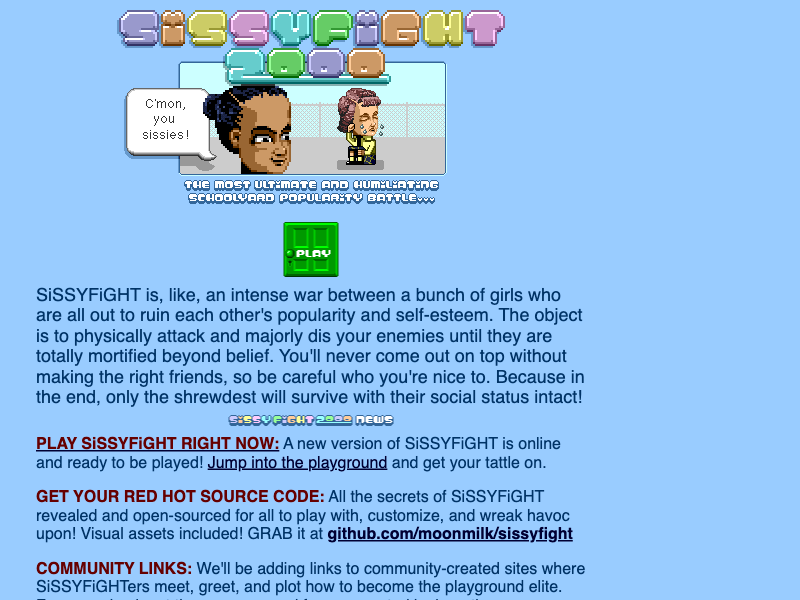 SiSSYFiGHT
2000
C'mon,
you
sissies!
THE MOST ULTiMATE AND HUMiLiATiNG
SCHOOLYARD POPULARiTY BATTLE...
PLAY
SiSSYFiGHT is, like, an intense war between a bunch of girls who
are all out to ruin each other's popularity and self-esteem. The object
is to physically attack and majorly dis your enemies until they are
totally mortified beyond belief. You'll never come out on top without
making the right friends, so be careful who you're nice to. Because in
the end, only the shrewdest will survive with their social status intact!
SiSSYFiGHT 2000 NEWS
PLAY SiSSYFiGHT RIGHT NOW: A new version of SiSSYFiGHT is online
and ready to be played! Jump into the playground and get your tattle on.
GET YOUR RED HOT SOURCE CODE: All the secrets of SiSSYFiGHT
revealed and open-sourced for all to play with, customize, and wreak havoc
upon! Visual assets included! GRAB it at github.com/moonmilk/sissyfight
COMMUNITY LINKS: We'll be adding links to community-created sites where
SiSSYFiGHTers meet, greet, and plot how to become the playground elite.